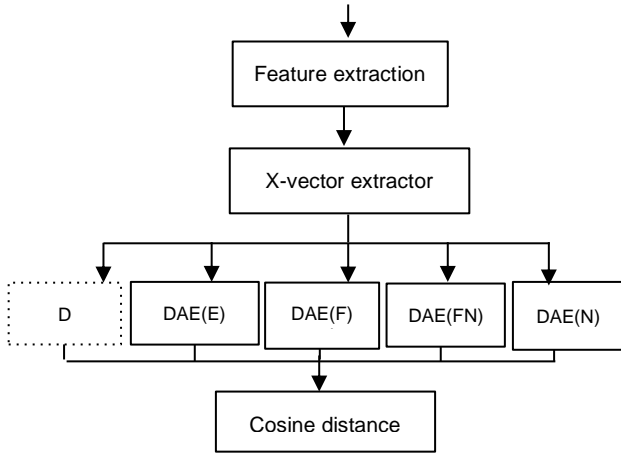 Feature extraction
X-vector extractor
D
DAE(E)
DAE(F)
DAE(FN)
DAE(N)
Cosine distance